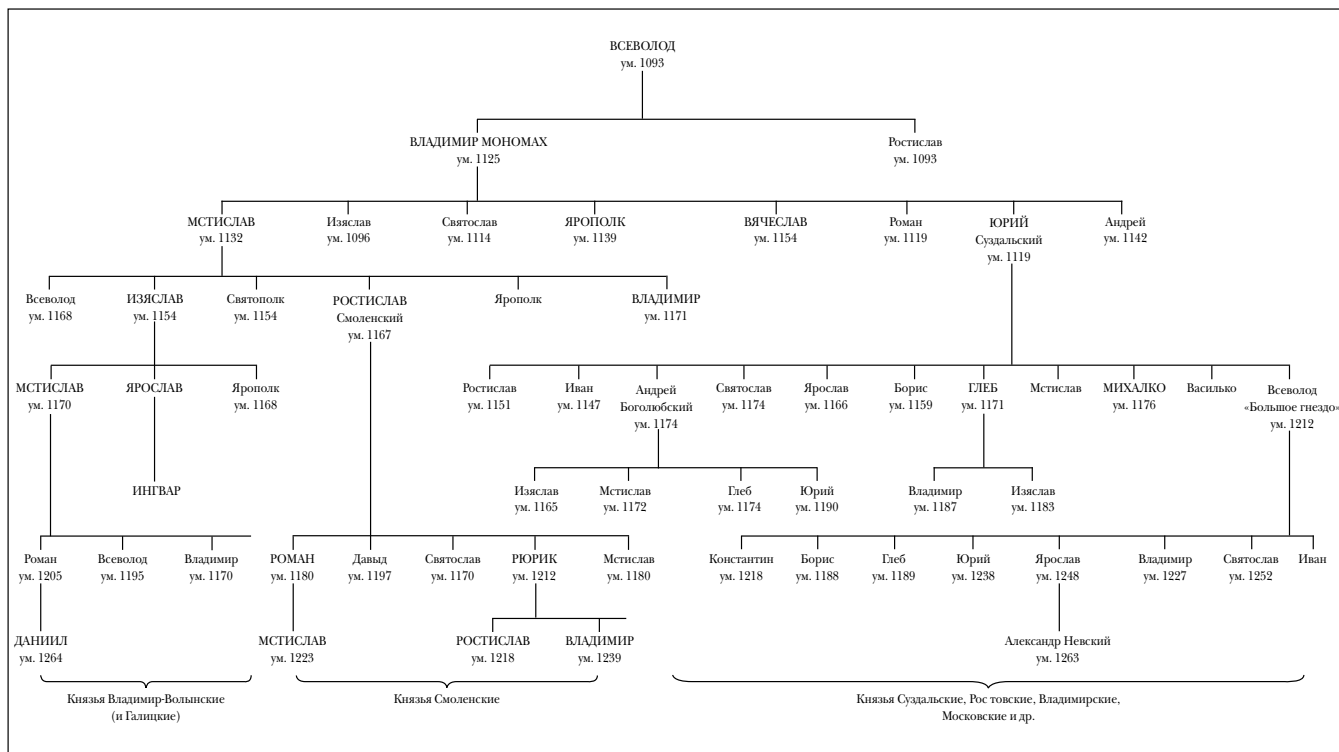 ВСЕВОЛОД
ум. 1093
ВЛАДИМИР МОНОМАХ
ум. 1125
Ростислав
ум. 1093
МСТИСЛАВ
ум. 1132
Изяслав
ум. 1096
Святослав
ум. 1114
ЯРОПОЛК
ум. 1139
ВЯЧЕСЛАВ
ум. 1154
Роман
ум. 1119
ЮРИЙ
Суздальский
ум. 1119
Андрей
ум. 1142
Всеволод
ум. 1168
ИЗЯСЛАВ
ум. 1154
Святополк
ум. 1154
РОСТИСЛАВ
Смоленский
ум. 1167
Ярополк
ВЛАДИМИР
ум. 1171
МСТИСЛАВ
ум. 1170
ЯРОСЛАВ
Ярополк
ум. 1168
Ростислав
ум. 1151
Иван
ум. 1147
Андрей
Боголюбский
ум. 1174
Святослав
ум. 1174
Ярослав
ум. 1166
Борис
ум. 1159
ГЛЕБ
ум. 1171
Мстислав
МИХАЛКО
ум. 1176
Василько
Всеволод
«Большое гнездо»
ум. 1212
ИНГВАР
Изяслав
ум. 1165
Мстислав
ум. 1172
Глеб
ум. 1174
Юрий
ум. 1190
Владимир
ум. 1187
Изяслав
ум. 1183
Роман
ум. 1205
Всеволод
ум. 1195
Владимир
ум. 1170
РОМАН
ум. 1180
Давыд
ум. 1197
Святослав
ум. 1170
РЮРИК
ум. 1212
Мстислав
ум. 1180
Константин
ум. 1218
Борис
ум. 1188
Глеб
ум. 1189
Юрий
ум. 1238
Ярослав
ум. 1248
Владимир
ум. 1227
Святослав
ум. 1252
Иван
ДАНИИЛ
ум. 1264
МСТИСЛАВ
ум. 1223
РОСТИСЛАВ
ум. 1218
ВЛАДИМИР
ум. 1239
Александр Невский
ум. 1263
Князья Владимир-Волынские
(и Галицкие)
Князья Смоленские
Князья Суздальские, Рос товские, Владимирские,
Московские и др.